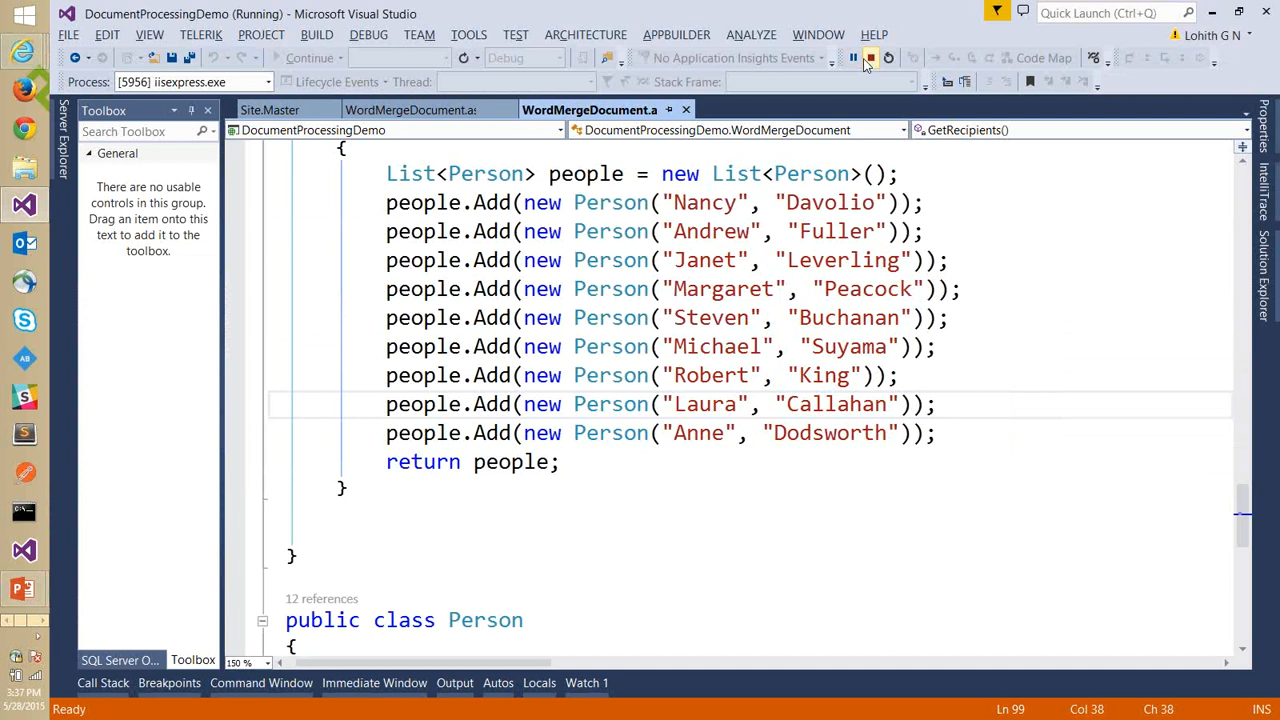 DocumentProcessingDemo (Running) - Microsoft Visual Studio
Quick Launch (Ctrl+Q)
FILE EDIT VIEW TELERIK PROJECT BUILD DEBUG TEAM TOOLS TEST ARCHITECTURE APPBUILDER ANALYZE WINDOW HELP
Lohith G N
Continue Debug No Application Insights Events Code Map
Process: [5956] iisexpress.exe Lifecycle Events Thread: Stack Frame:
Server Explorer
Toolbox
Search Toolbox
General
There are no usable
controls in this group.
Drag an item onto this
text to add it to the
toolbox.
SQL Server O... Toolbox
Site.Master WordMergeDocument.as WordMergeDocument.a
DocumentProcessingDemo DocumentProcessingDemo.WordMergeDocument GetRecipients()
{
List<Person> people = new List<Person>();
people.Add(new Person("Nancy", "Davolio"));
people.Add(new Person("Andrew", "Fuller"));
people.Add(new Person("Janet", "Leverling"));
people.Add(new Person("Margaret", "Peacock"));
people.Add(new Person("Steven", "Buchanan"));
people.Add(new Person("Michael", "Suyama"));
people.Add(new Person("Robert", "King"));
people.Add(new Person("Laura", "Callahan"));
people.Add(new Person("Anne", "Dodsworth"));
return people;
}
}
12 references
public class Person
{
150 %
Properties
IntelliTrace
Solution Explorer
Call Stack Breakpoints Command Window Immediate Window Output Autos Locals Watch 1
Ready Ln 99 Col 38 Ch 38 INS
AB
3:37 PM
5/28/2015